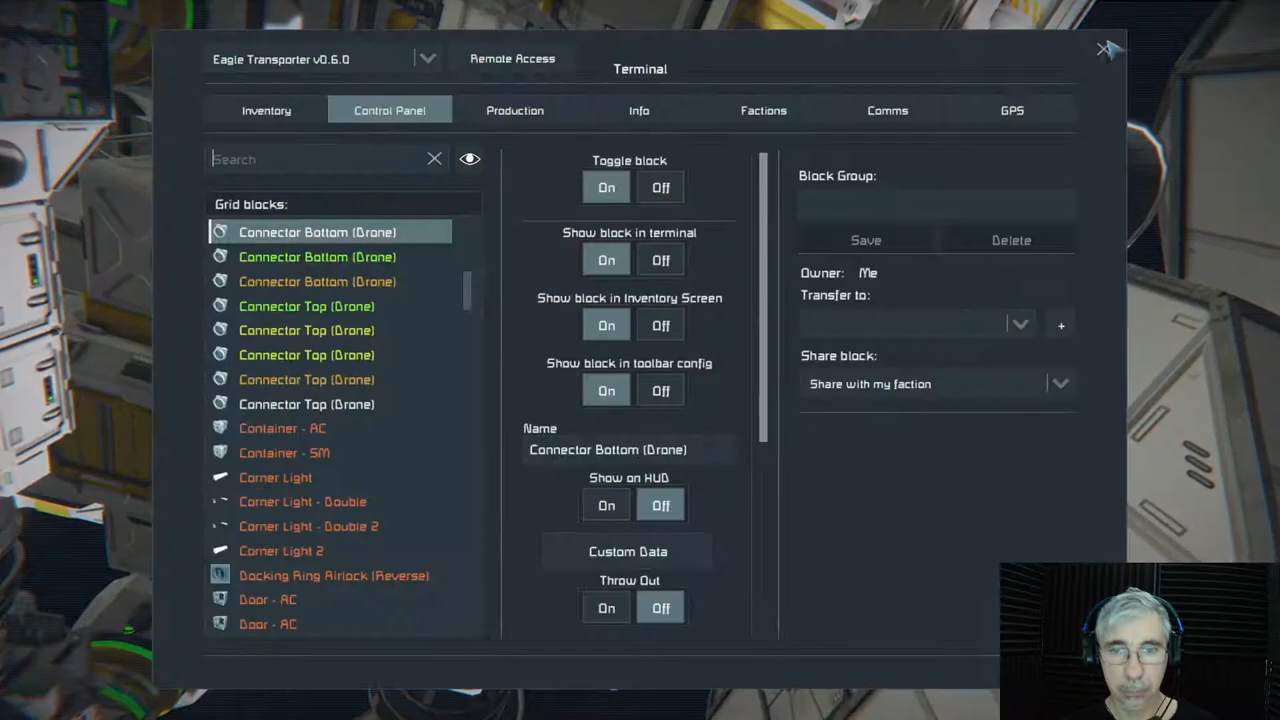 Eagle Transporter v0.6.0
Remote Access
Terminal
Inventory
Control Panel
Production
Info
Factions
Comms
GPS
Search
Grid blocks:
Connector Bottom (Drone)
Connector Bottom (Drone)
Connector Bottom (Drone)
Connector Top (Drone)
Connector Top (Drone)
Connector Top (Drone)
Connector Top (Drone)
Connector Top (Drone)
Container - AC
Container - SM
Corner Light
Corner Light - Double
Corner Light - Double 2
Corner Light 2
Docking Ring Airlock (Reverse)
Door - AC
Door - AC
Toggle block
On Off
Show block in terminal
On Off
Show block in Inventory Screen
On Off
Show block in toolbar config
On Off
Name
Connector Bottom (Drone)
Show on HUD
On Off
Custom Data
Throw Out
On Off
Block Group:
Save Delete
Owner: Me
Transfer to:
+
Share block:
Share with my faction